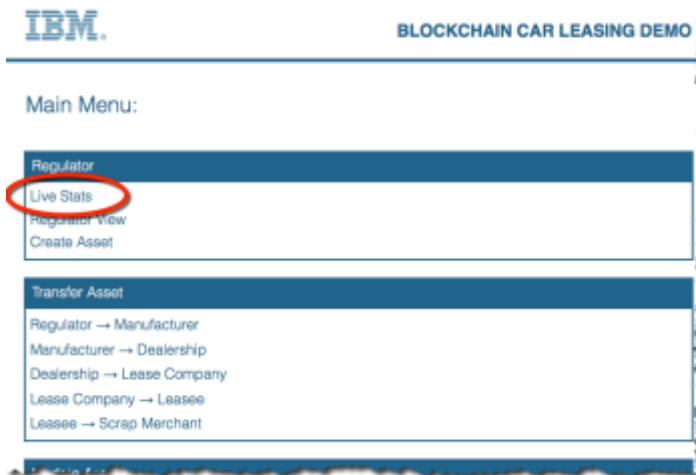 IBM.
BLOCKCHAIN CAR LEASING DEMO
Main Menu:
Regulator
Live Stats
Regulator View
Create Asset
Transfer Asset
Regulator → Manufacturer
Manufacturer → Dealership
Dealership → Lease Company
Lease Company → Leasee
Leasee → Scrap Merchant